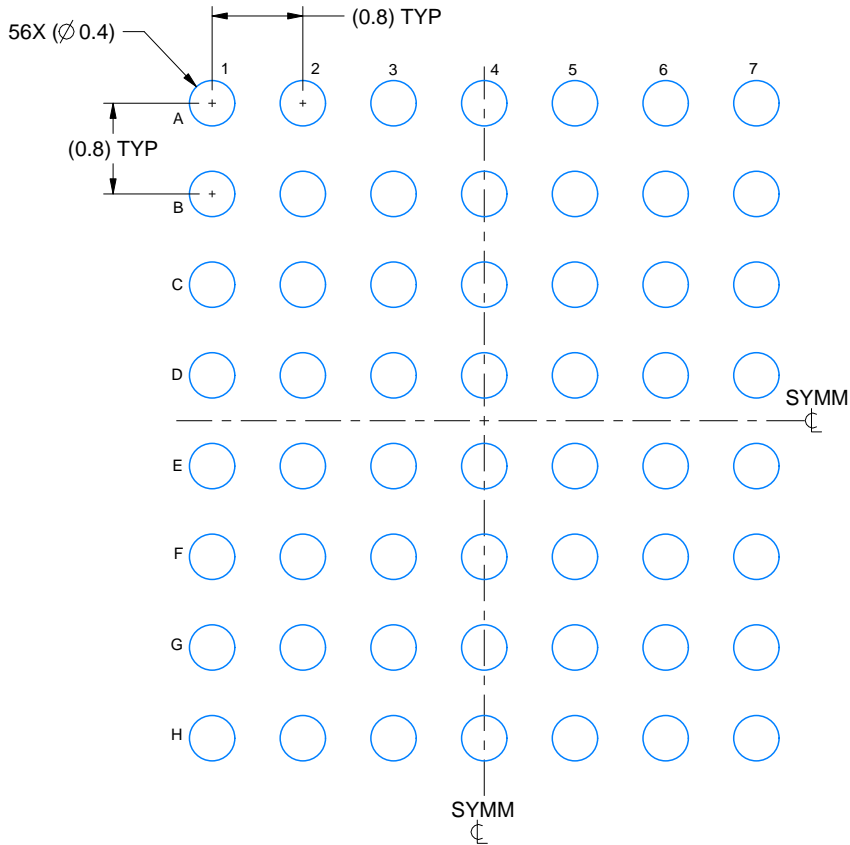 (0.8) TYP
56X (∅ 0.4)
1 2 3 4 5 6 7
A
(0.8) TYP
B
C
D
SYMM
℄
E
F
G
H
SYMM
℄